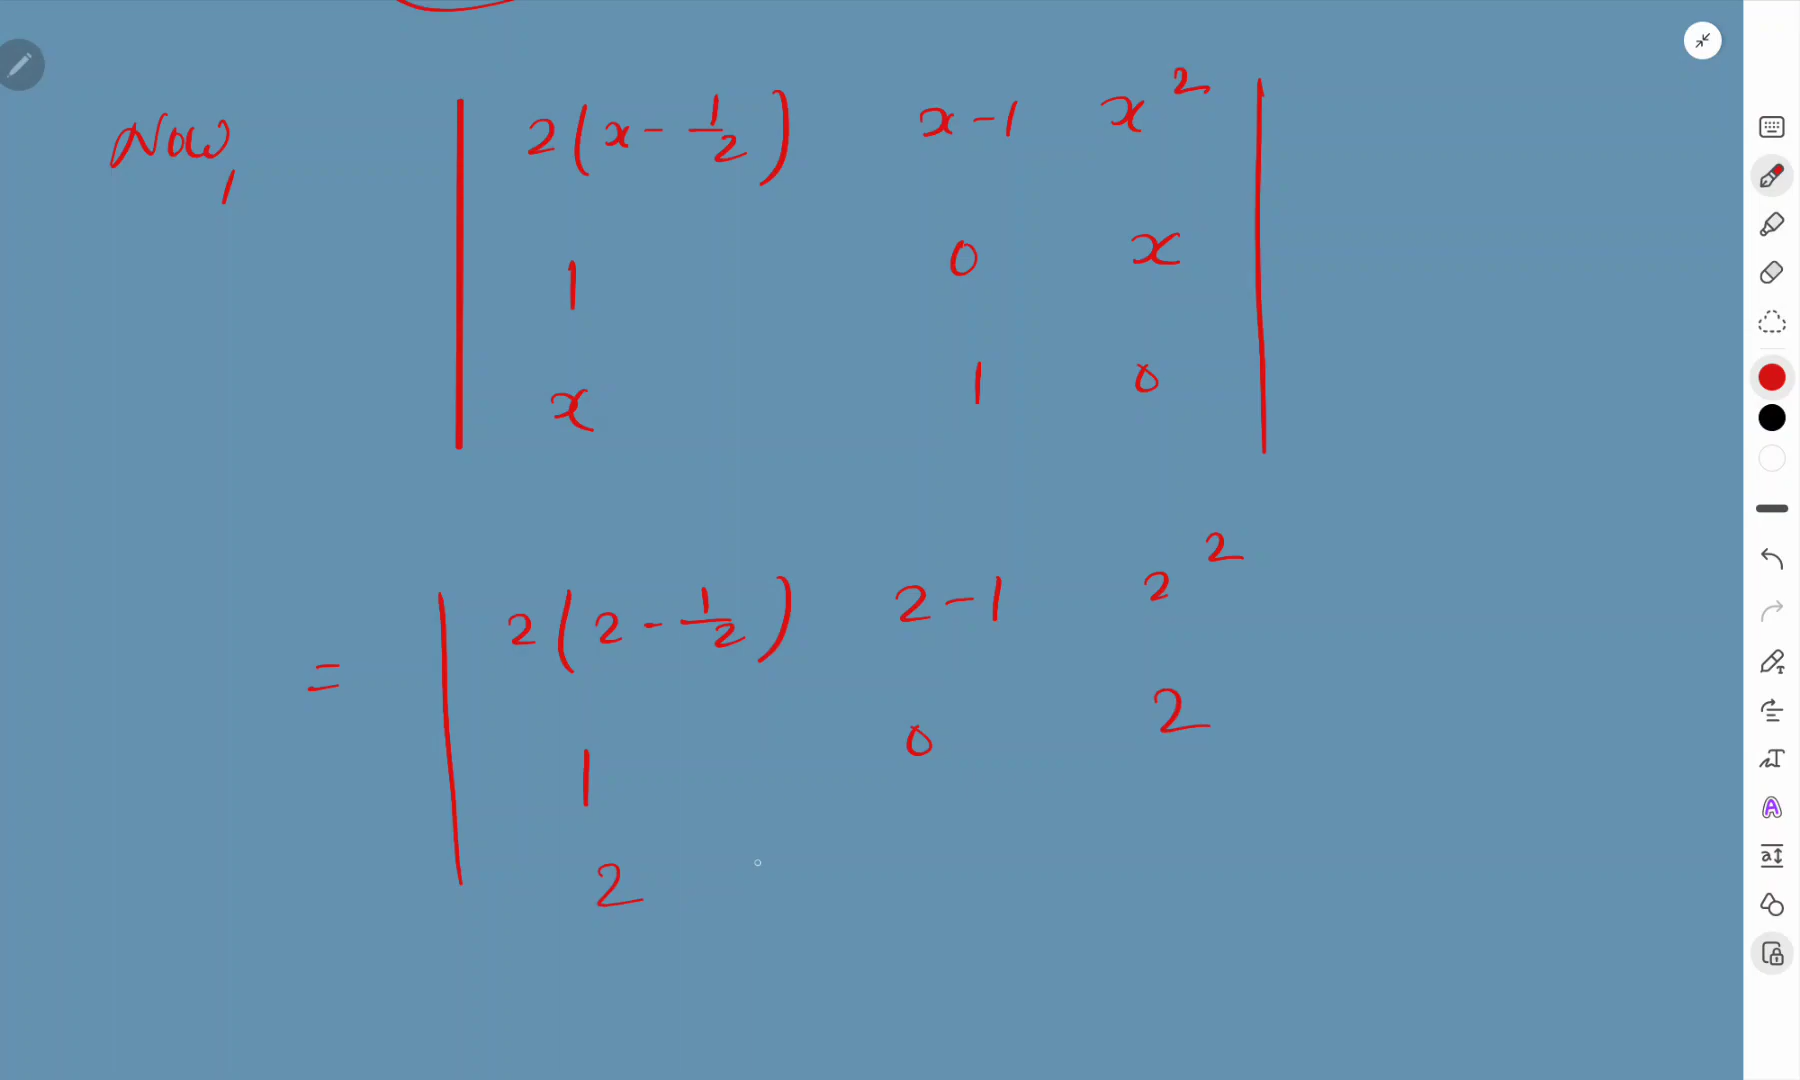 Now, | 2(x - 1/2) x-1 x² |
1 0 x
x 1 0
= | 2(2 - 1/2) 2-1 2²
1 0 2
2